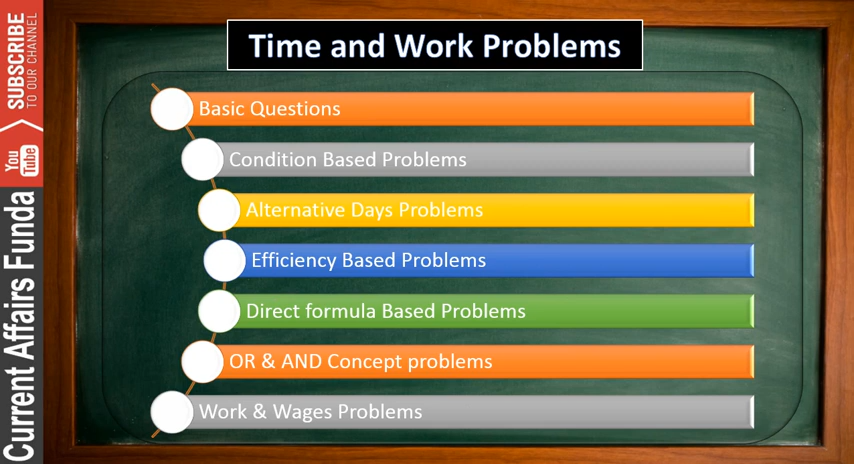 Time and Work Problems
Basic Questions
Condition Based Problems
Alternative Days Problems
Efficiency Based Problems
Direct formula Based Problems
OR & AND Concept problems
Work & Wages Problems
SUBSCRIBE
TO OUR CHANNEL
You
Tube
Current Affairs Funda